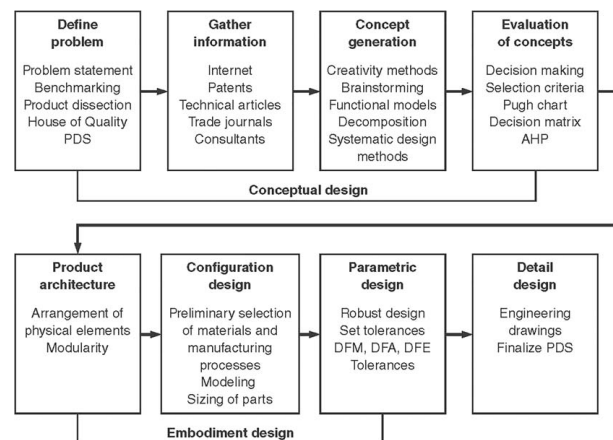 Define
problem
Problem statement
Benchmarking
Product dissection
House of Quality
PDS
Gather
information
Internet
Patents
Technical articles
Trade journals
Consultants
Concept
generation
Creativity methods
Brainstorming
Functional models
Decomposition
Systematic design
methods
Evaluation
of concepts
Decision making
Selection criteria
Pugh chart
Decision matrix
AHP
Conceptual design
Product
architecture
Arrangement of
physical elements
Modularity
Configuration
design
Preliminary selection
of materials and
manufacturing
processes
Modeling
Sizing of parts
Parametric
design
Robust design
Set tolerances
DFM, DFA, DFE
Tolerances
Detail
design
Engineering
drawings
Finalize PDS
Embodiment design